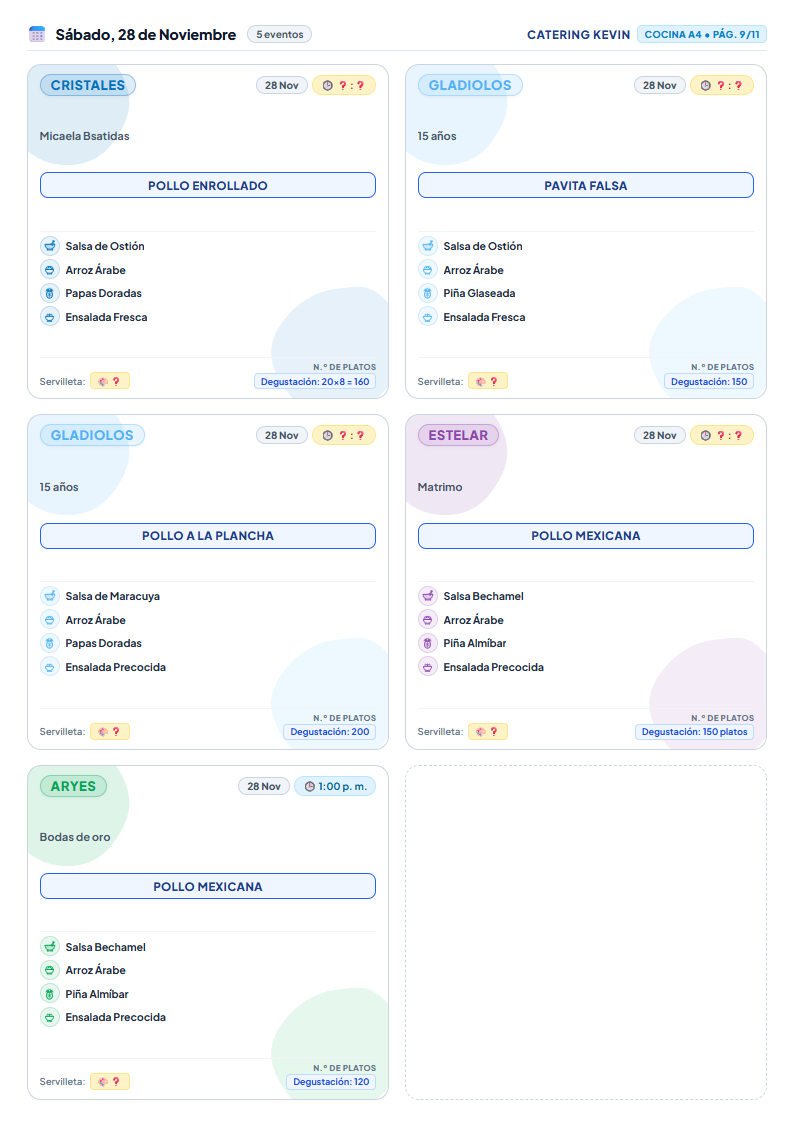 Sábado, 28 de Noviembre
5 eventos
CATERING KEVIN
COCINA A4 • PÁG. 9/11
CRISTALES
28 Nov
❓ : ❓
Micaela Bsatidas
POLLO ENROLLADO
Salsa de Ostión
Arroz Árabe
Papas Doradas
Ensalada Fresca
Servilleta: ❓
N.º DE PLATOS
Degustación: 20×8 = 160
GLADIOLOS
28 Nov
❓ : ❓
15 años
PAVITA FALSA
Salsa de Ostión
Arroz Árabe
Piña Glaseada
Ensalada Fresca
Servilleta: ❓
N.º DE PLATOS
Degustación: 150
GLADIOLOS
28 Nov
❓ : ❓
15 años
POLLO A LA PLANCHA
Salsa de Maracuya
Arroz Árabe
Papas Doradas
Ensalada Precocida
Servilleta: ❓
N.º DE PLATOS
Degustación: 200
ESTELAR
28 Nov
❓ : ❓
Matrimo
POLLO MEXICANA
Salsa Bechamel
Arroz Árabe
Piña Almíbar
Ensalada Precocida
Servilleta: ❓
N.º DE PLATOS
Degustación: 150 platos
ARYES
28 Nov
1:00 p. m.
Bodas de oro
POLLO MEXICANA
Salsa Bechamel
Arroz Árabe
Piña Almíbar
Ensalada Precocida
Servilleta: ❓
N.º DE PLATOS
Degustación: 120